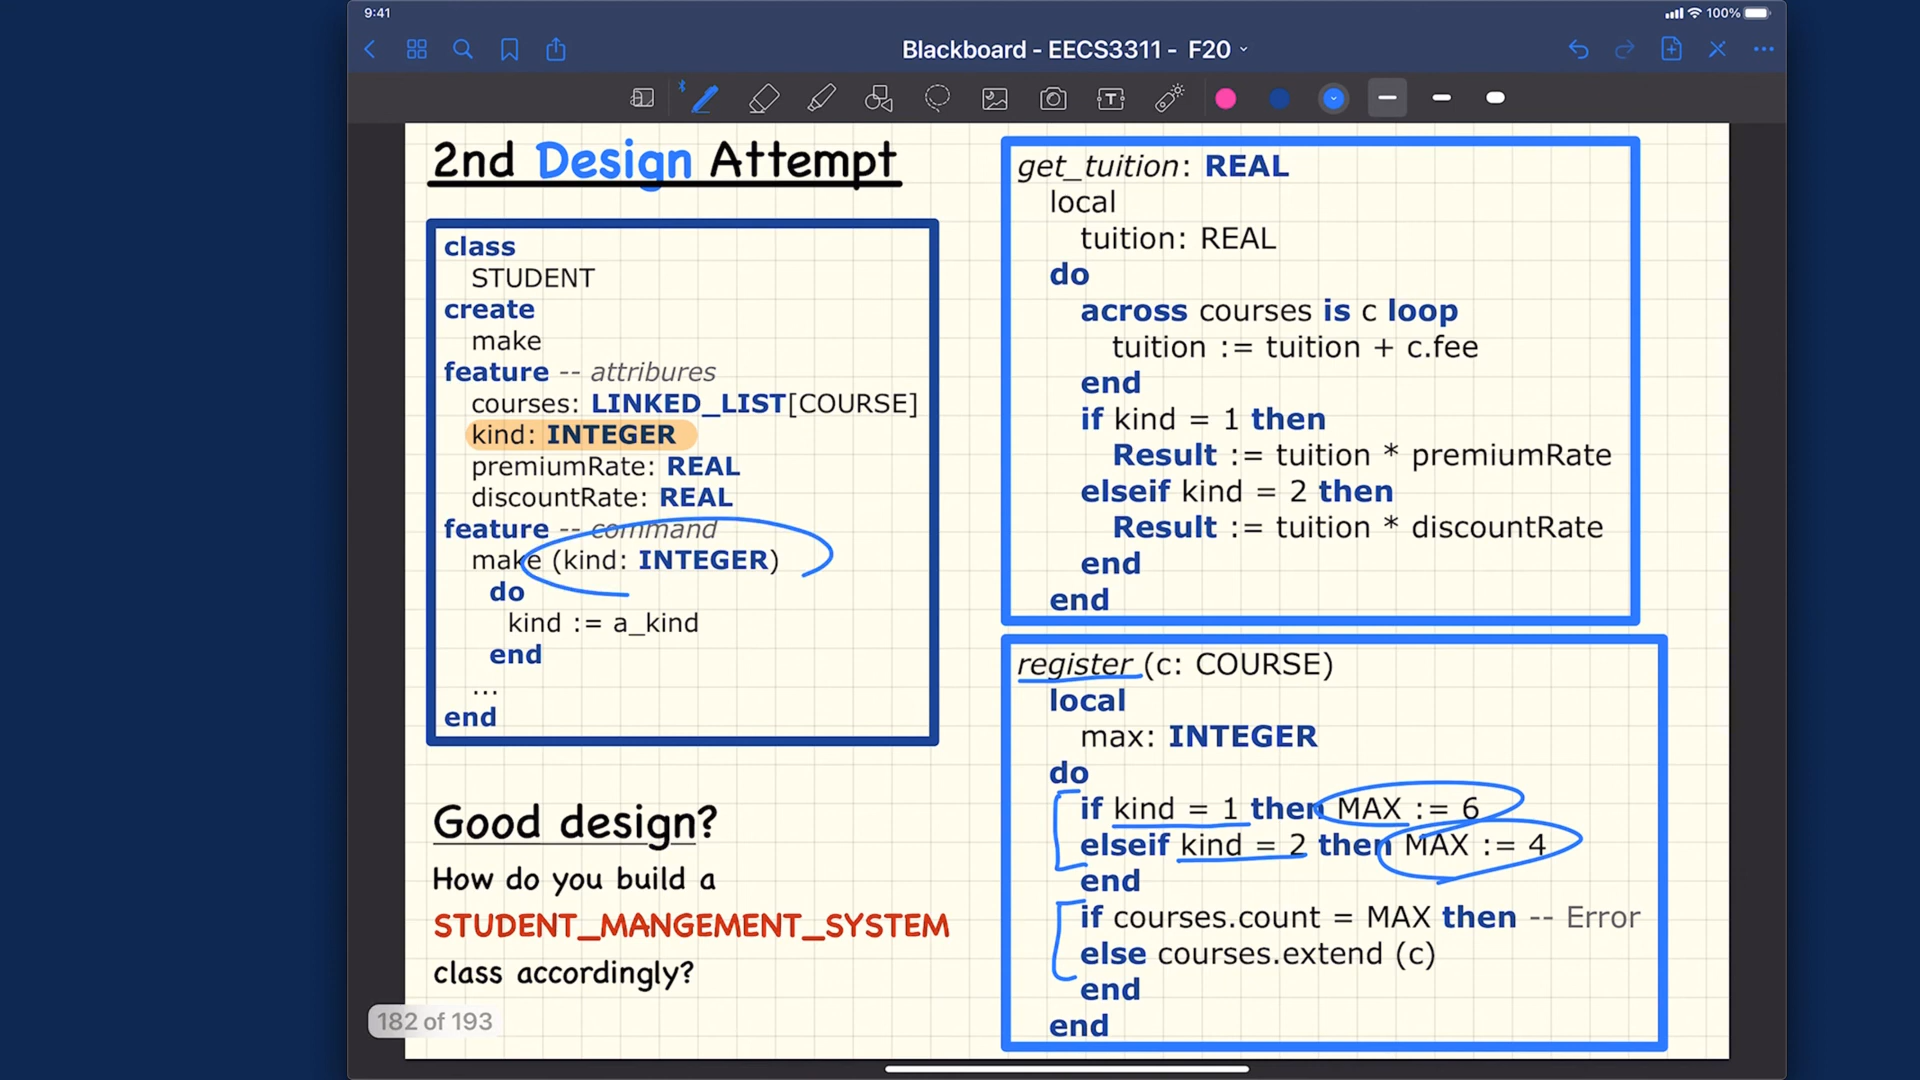 9:41
100%
Blackboard - EECS3311 - F20
2nd Design Attempt
class
STUDENT
create
make
feature -- attribures
courses: LINKED_LIST[COURSE]
kind: INTEGER
premiumRate: REAL
discountRate: REAL
feature -- command
make (kind: INTEGER)
do
kind := a_kind
end
...
end
Good design?
How do you build a
STUDENT_MANGEMENT_SYSTEM
class accordingly?
182 of 193
get_tuition: REAL
local
tuition: REAL
do
across courses is c loop
tuition := tuition + c.fee
end
if kind = 1 then
Result := tuition * premiumRate
elseif kind = 2 then
Result := tuition * discountRate
end
end
register (c: COURSE)
local
max: INTEGER
do
if kind = 1 then MAX := 6
elseif kind = 2 then MAX := 4
end
if courses.count = MAX then -- Error
else courses.extend (c)
end
end